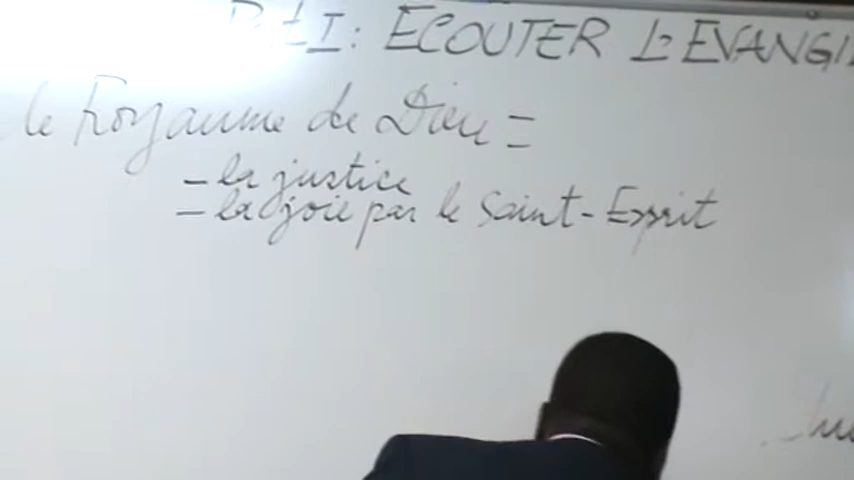 I: ECOUTER L'EVANGI
le Royaume de Dieu =
- la justice
- la joie par le Saint-Esprit